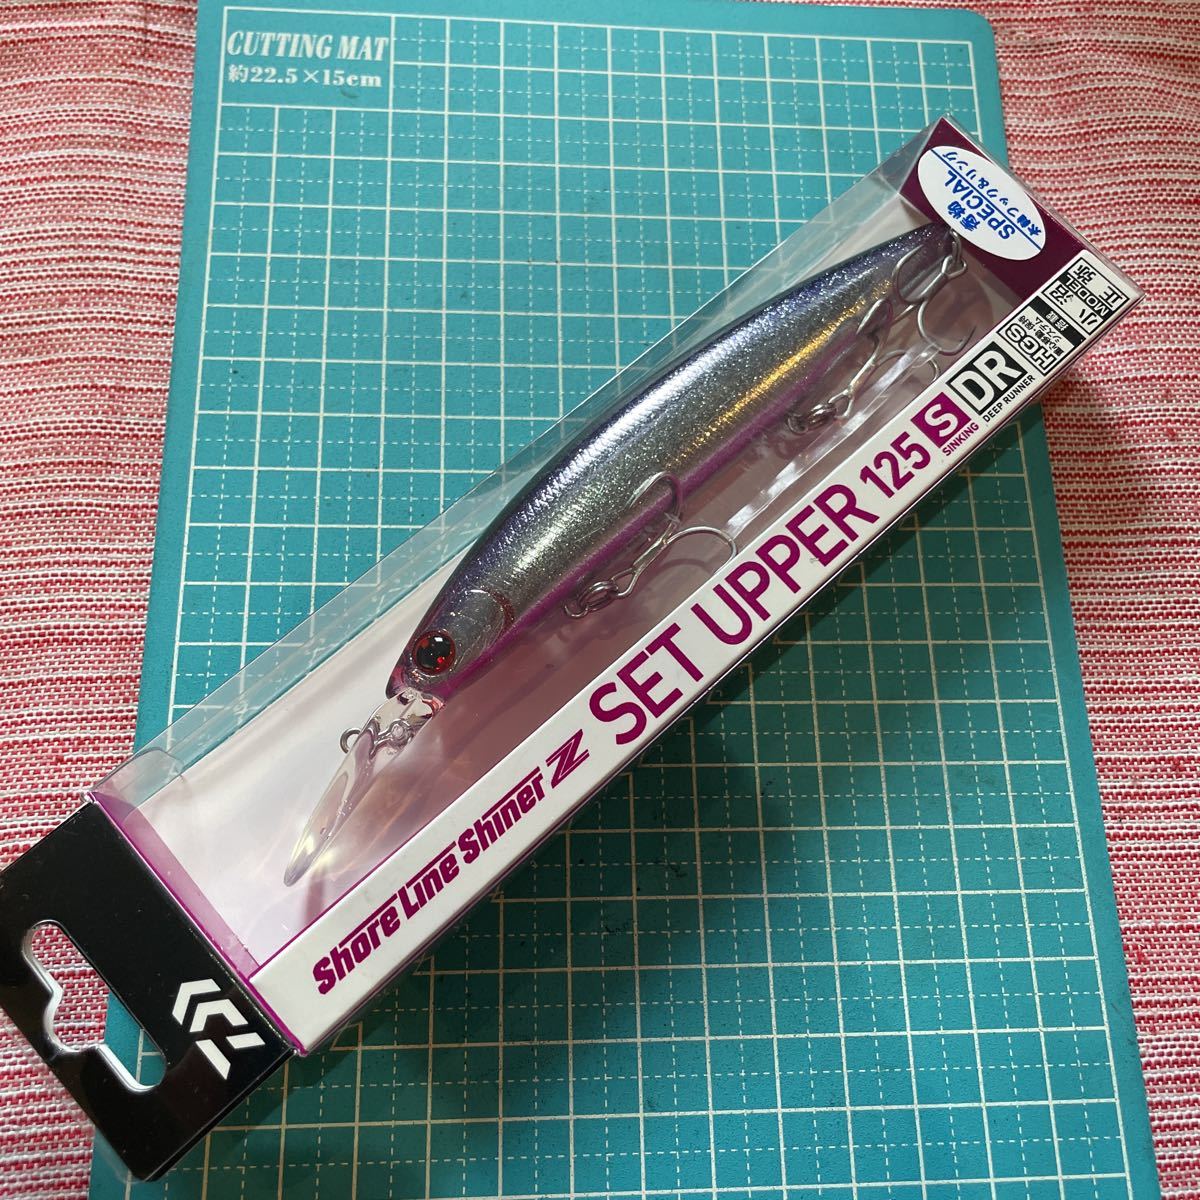 CUTTING MAT
約22.5×15cm
Shore Line Shiner Z
SET UPPER 125 S DR
SINKING DEEP RUNNER
SPECIAL
HGS
MODEL